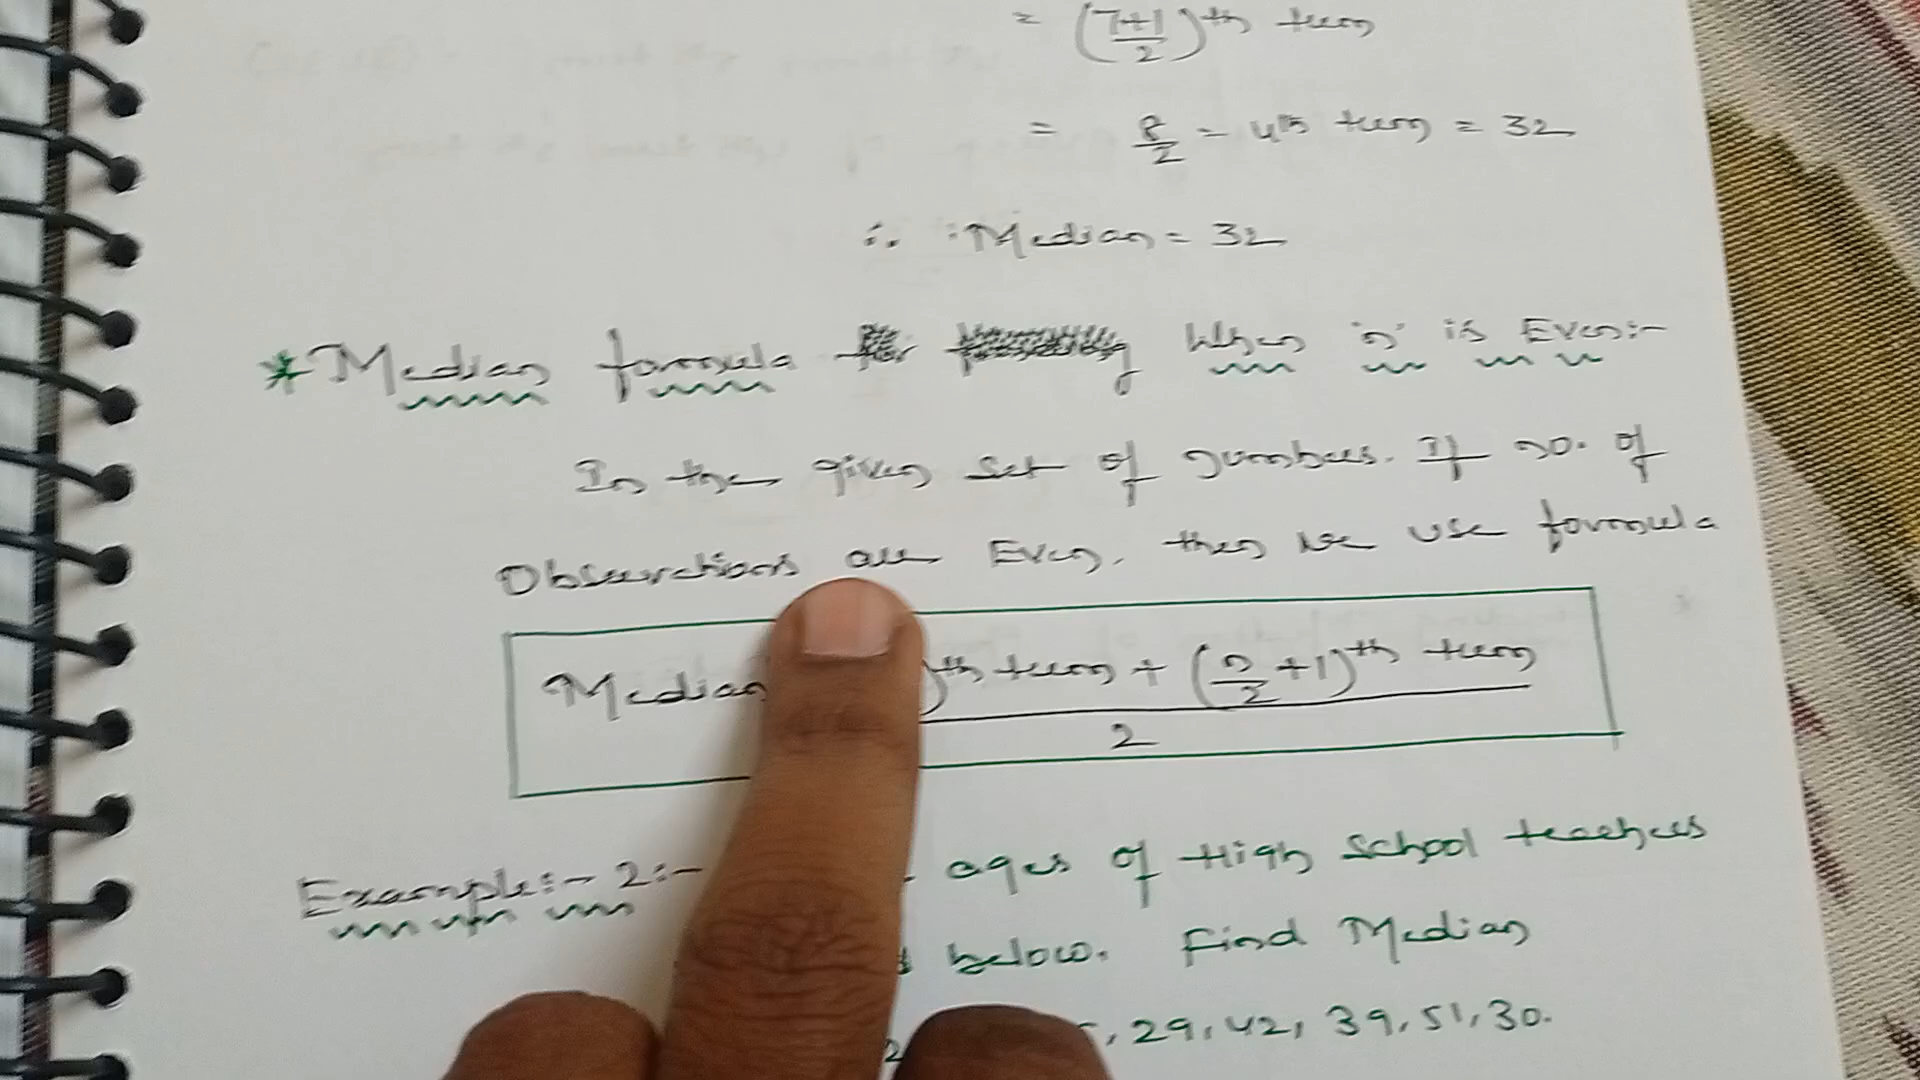 = (7+1/2)th term
= 8/2 = 4th term = 32
∴ Median = 32
* Median formula for When 'n' is Even:-
In the given set of numbers. If no. of
Observations are Even, then we use formula
Median )th term + (n/2 +1)th term
2
Example:- 2:- ages of High School teachers
below. Find Median
, 29, 42, 39, 51, 30.